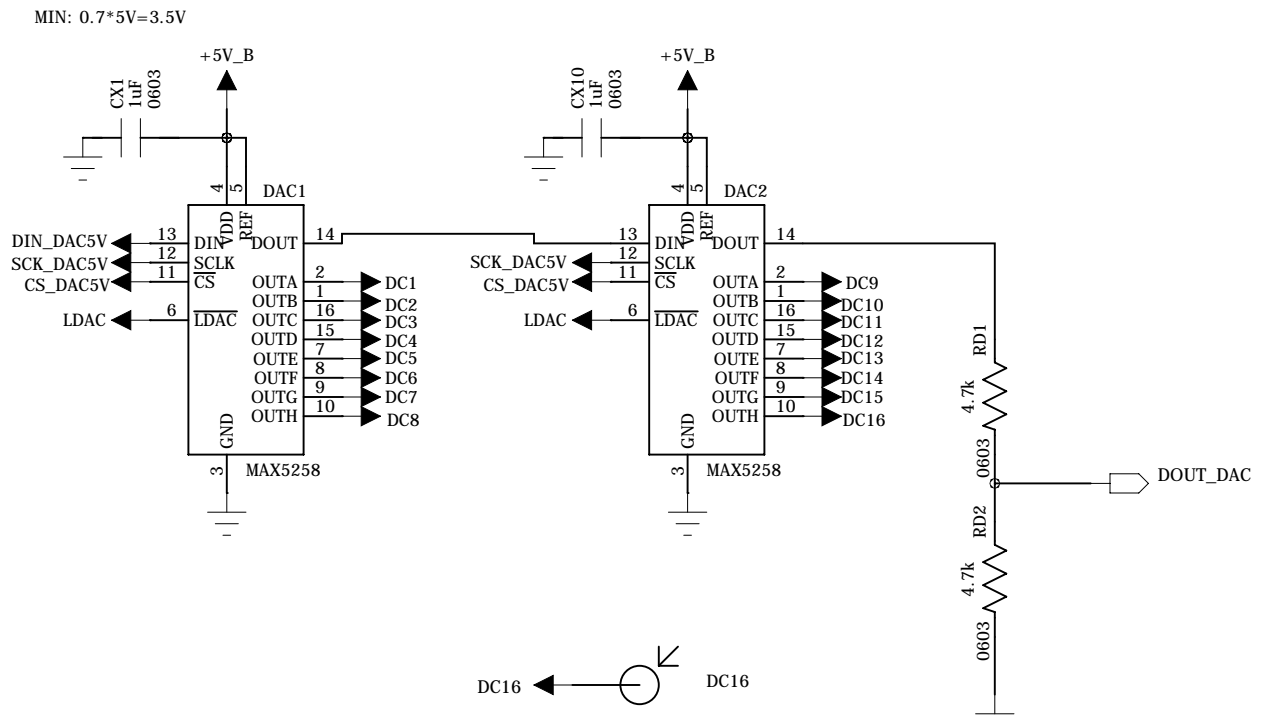 MIN: 0.7*5V=3.5V
+5V_B
CX1
1uF
0603
4
5
DAC1
VDD
REF
DIN_DAC5V 13 DIN DOUT 14
SCK_DAC5V 12 SCLK
CS_DAC5V 11 CS
OUTA 2 DC1
OUTB 1 DC2
LDAC 6 LDAC OUTC 16 DC3
OUTD 15 DC4
OUTE 7 DC5
OUTF 8 DC6
OUTG 9 DC7
OUTH 10 DC8
GND
3
MAX5258
+5V_B
CX10
1uF
0603
4
5
DAC2
VDD
REF
13 DIN DOUT 14
SCK_DAC5V 12 SCLK
CS_DAC5V 11 CS
OUTA 2 DC9
OUTB 1 DC10
LDAC 6 LDAC OUTC 16 DC11
OUTD 15 DC12
OUTE 7 DC13
OUTF 8 DC14
OUTG 9 DC15
OUTH 10 DC16
GND
3
MAX5258
RD1
4.7k
0603
DOUT_DAC
RD2
4.7k
0603
DC16
DC16